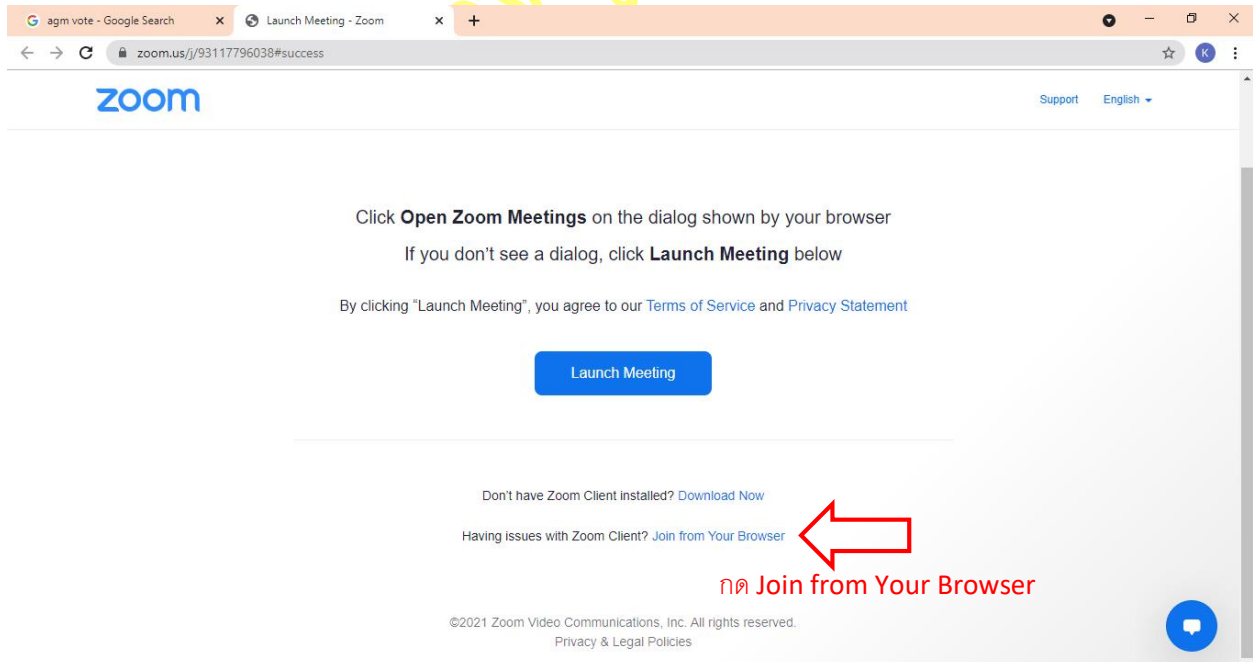 agm vote - Google Search
Launch Meeting - Zoom
zoom.us/j/93117796038#success
K
zoom
Support English
Click Open Zoom Meetings on the dialog shown by your browser
If you don't see a dialog, click Launch Meeting below
By clicking “Launch Meeting”, you agree to our Terms of Service and Privacy Statement
Launch Meeting
Don't have Zoom Client installed? Download Now
Having issues with Zoom Client? Join from Your Browser
กด Join from Your Browser
©2021 Zoom Video Communications, Inc. All rights reserved.
Privacy & Legal Policies